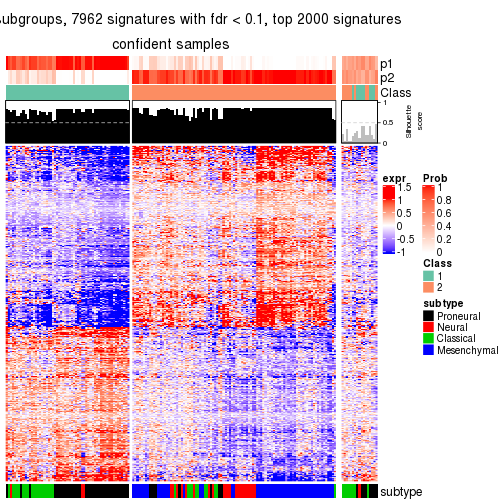 subgroups, 7962 signatures with fdr < 0.1, top 2000 signatures
confident samples
p1
p2
Class
1
0.5
0
Silhouette
score
expr
1.5
1
0.5
0
-0.5
-1
Prob
1
0.8
0.6
0.4
0.2
0
Class
1
2
subtype
Proneural
Neural
Classical
Mesenchymal
subtype